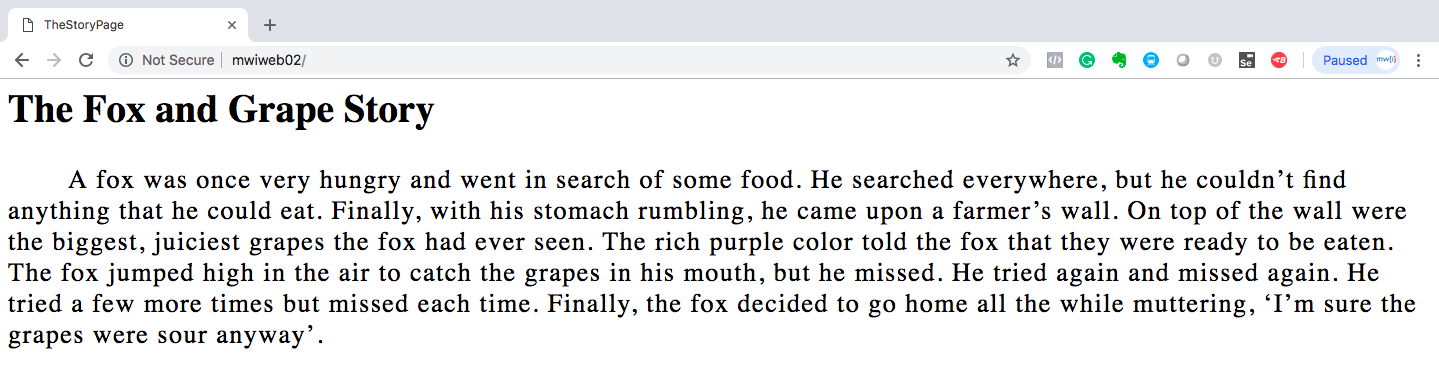 TheStoryPage
Not Secure mwiweb02/
Se
Paused mw[i]
The Fox and Grape Story
A fox was once very hungry and went in search of some food. He searched everywhere, but he couldn’t find
anything that he could eat. Finally, with his stomach rumbling, he came upon a farmer’s wall. On top of the wall were
the biggest, juiciest grapes the fox had ever seen. The rich purple color told the fox that they were ready to be eaten.
The fox jumped high in the air to catch the grapes in his mouth, but he missed. He tried again and missed again. He
tried a few more times but missed each time. Finally, the fox decided to go home all the while muttering, ‘I’m sure the
grapes were sour anyway’.